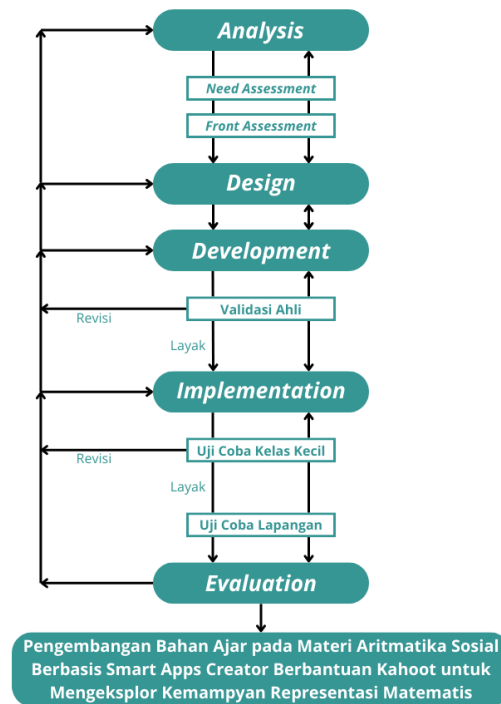 Analysis
Need Assessment
Front Assessment
Design
Development
Validasi Ahli
Revisi
Layak
Implementation
Uji Coba Kelas Kecil
Revisi
Layak
Uji Coba Lapangan
Evaluation
Pengembangan Bahan Ajar pada Materi Aritmatika Sosial
Berbasis Smart Apps Creator Berbantuan Kahoot untuk
Mengeksplor Kemampyan Representasi Matematis